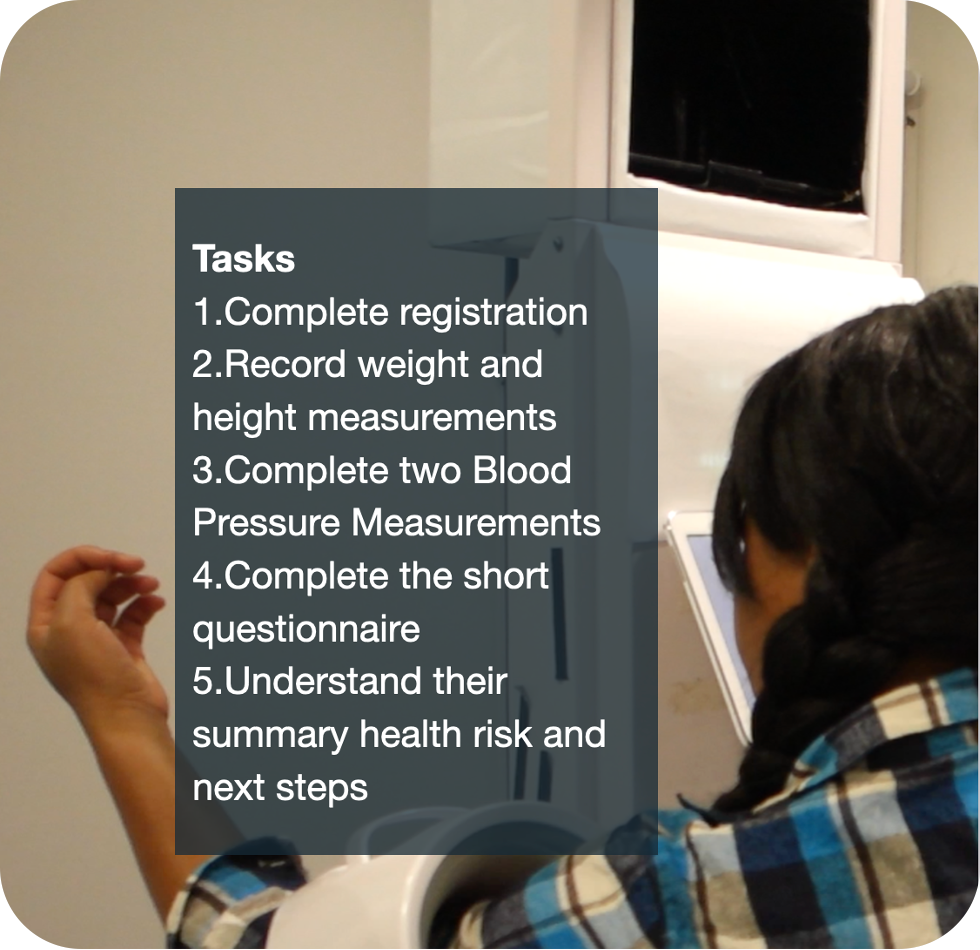 Tasks
1.Complete registration
2.Record weight and
height measurements
3.Complete two Blood
Pressure Measurements
4.Complete the short
questionnaire
5.Understand their
summary health risk and
next steps